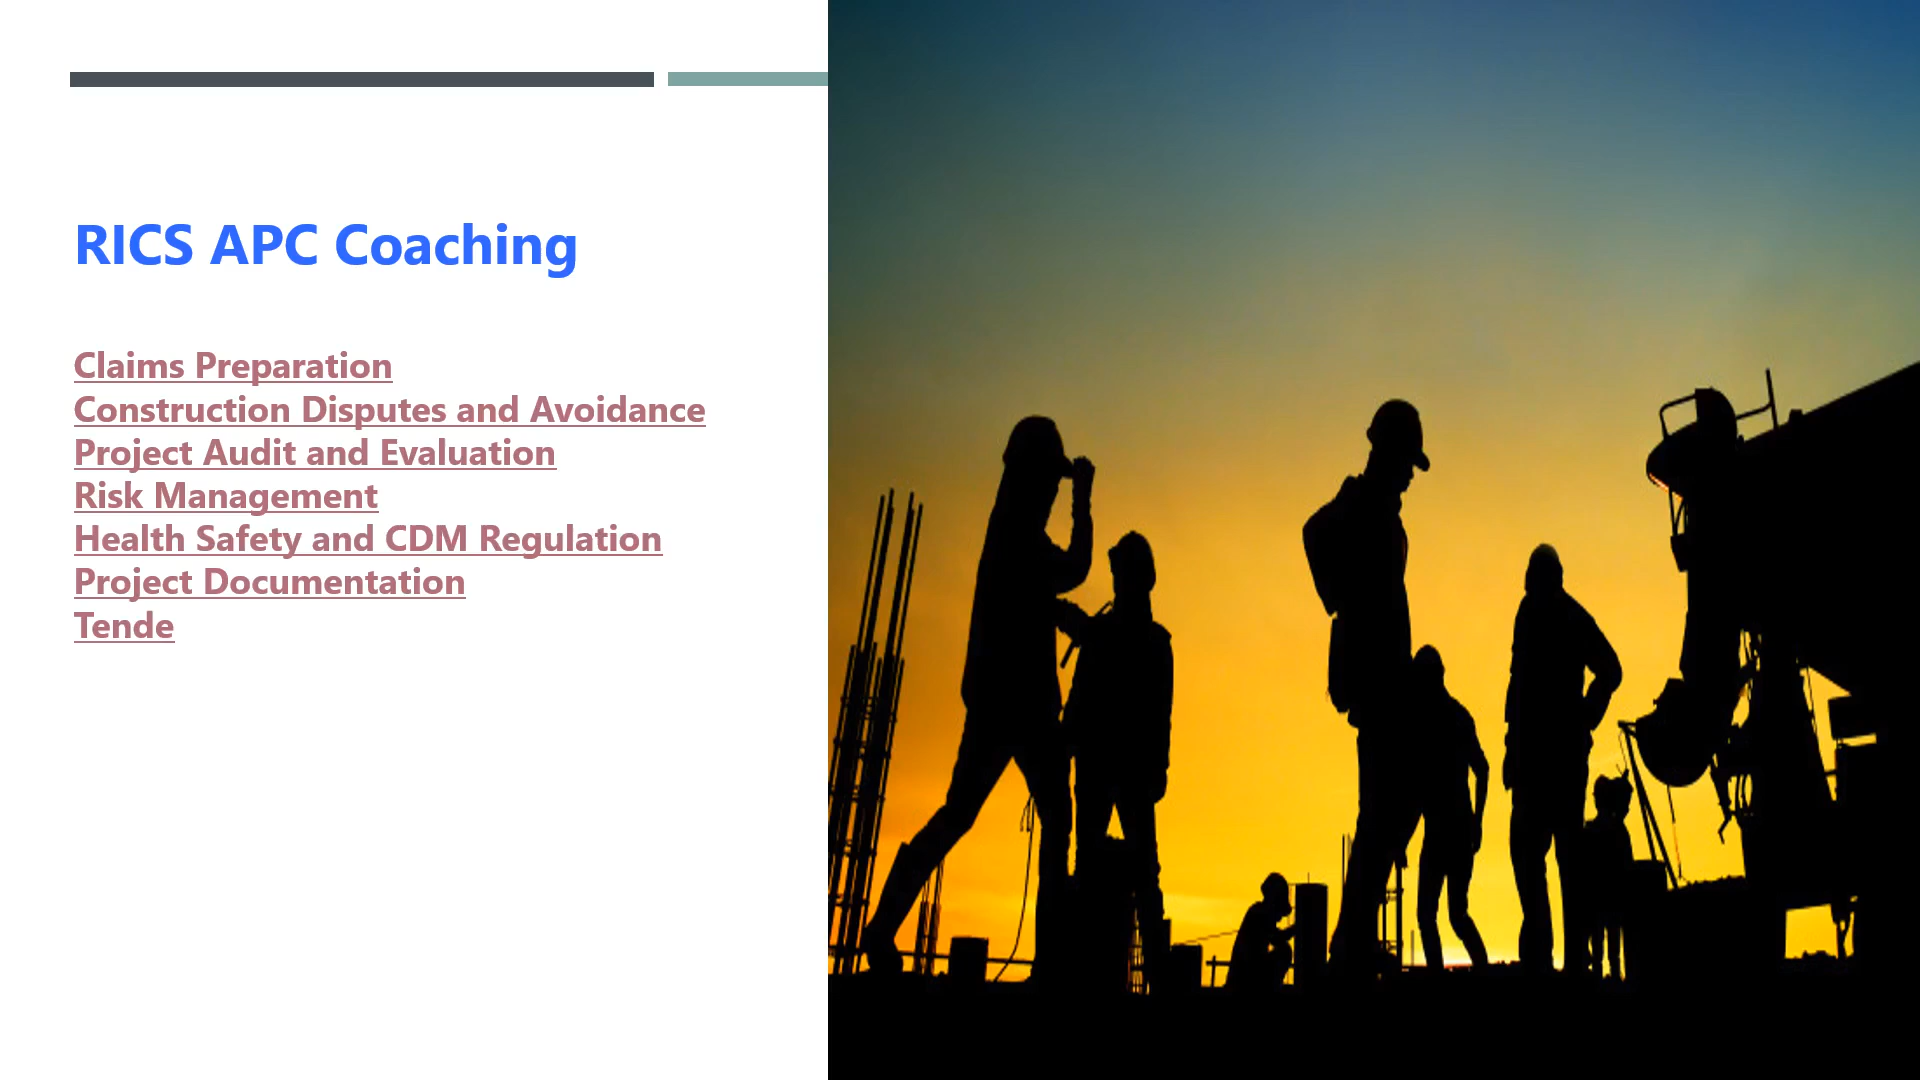 RICS APC Coaching
Claims Preparation
Construction Disputes and Avoidance
Project Audit and Evaluation
Risk Management
Health Safety and CDM Regulation
Project Documentation
Tende